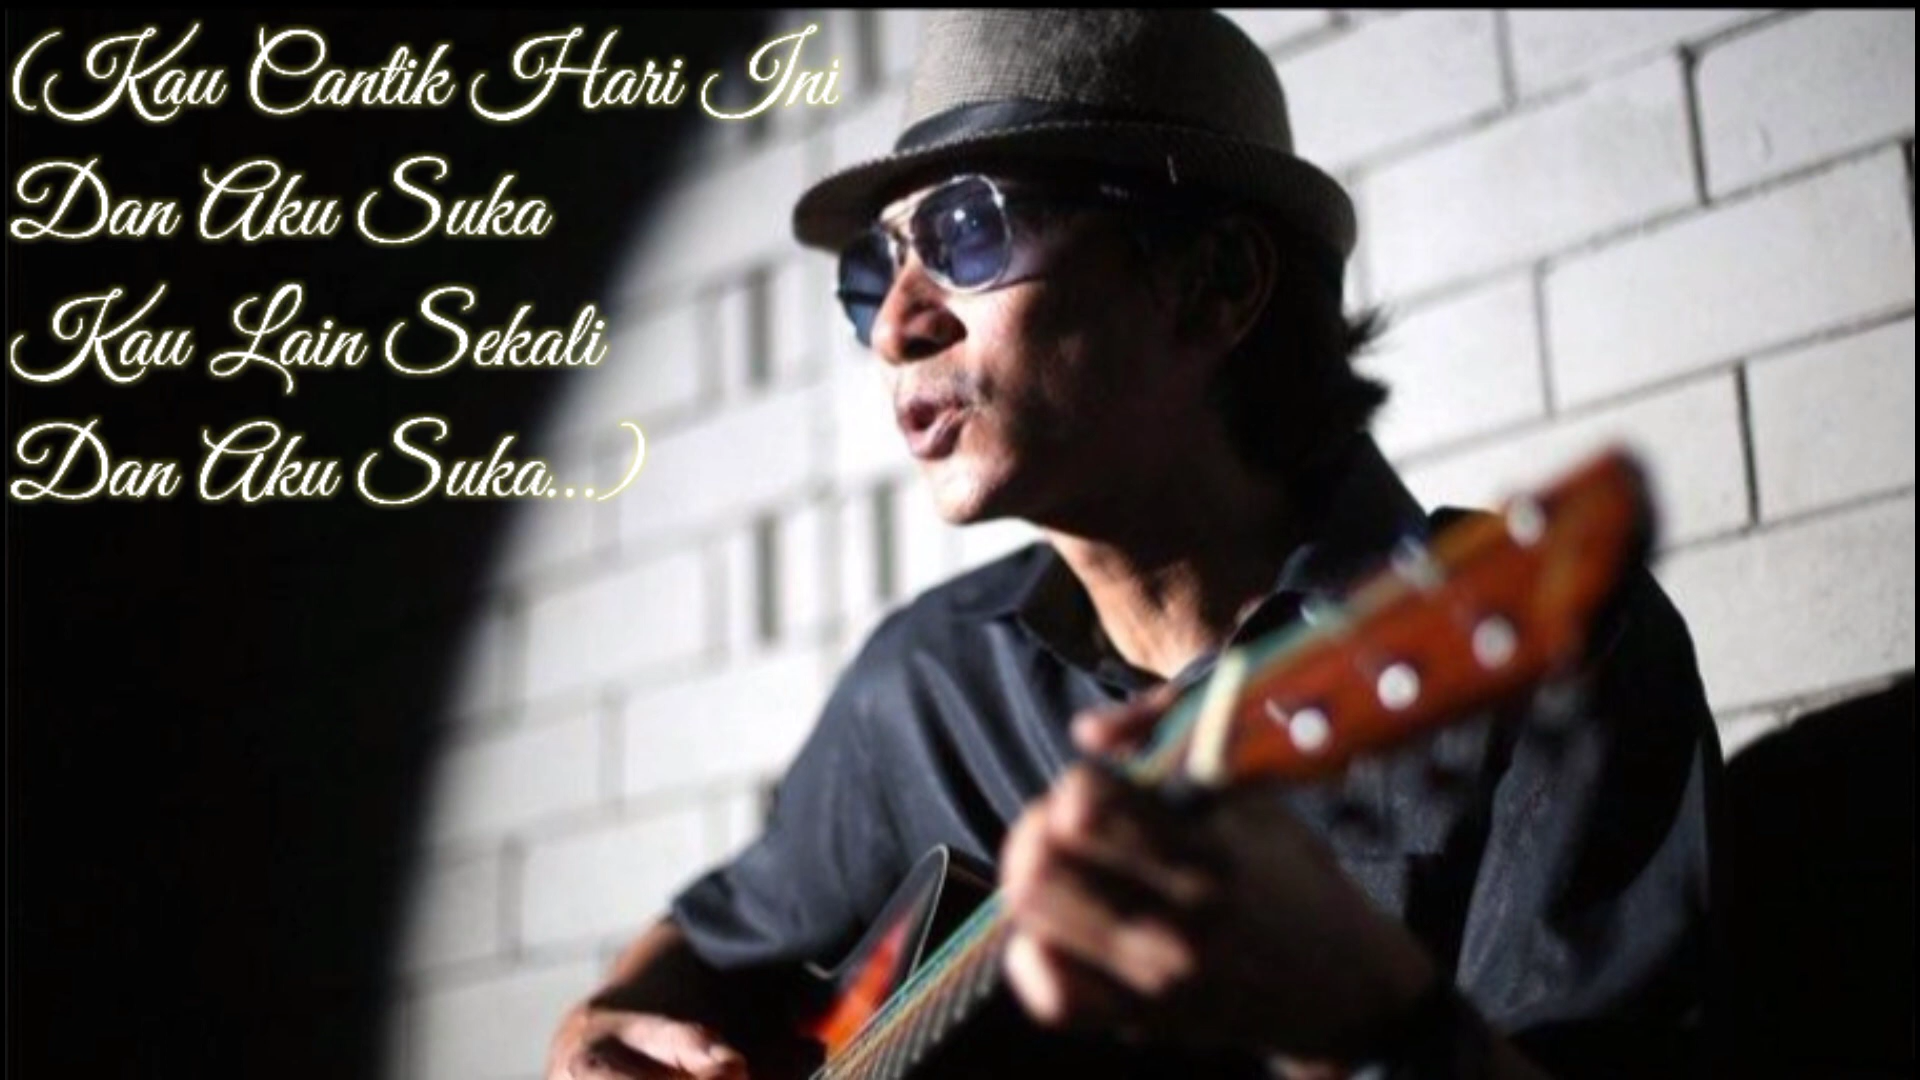 (Kau Cantik Hari Ini
Dan Aku Suka
Kau Lain Sekali
Dan Aku Suka...)